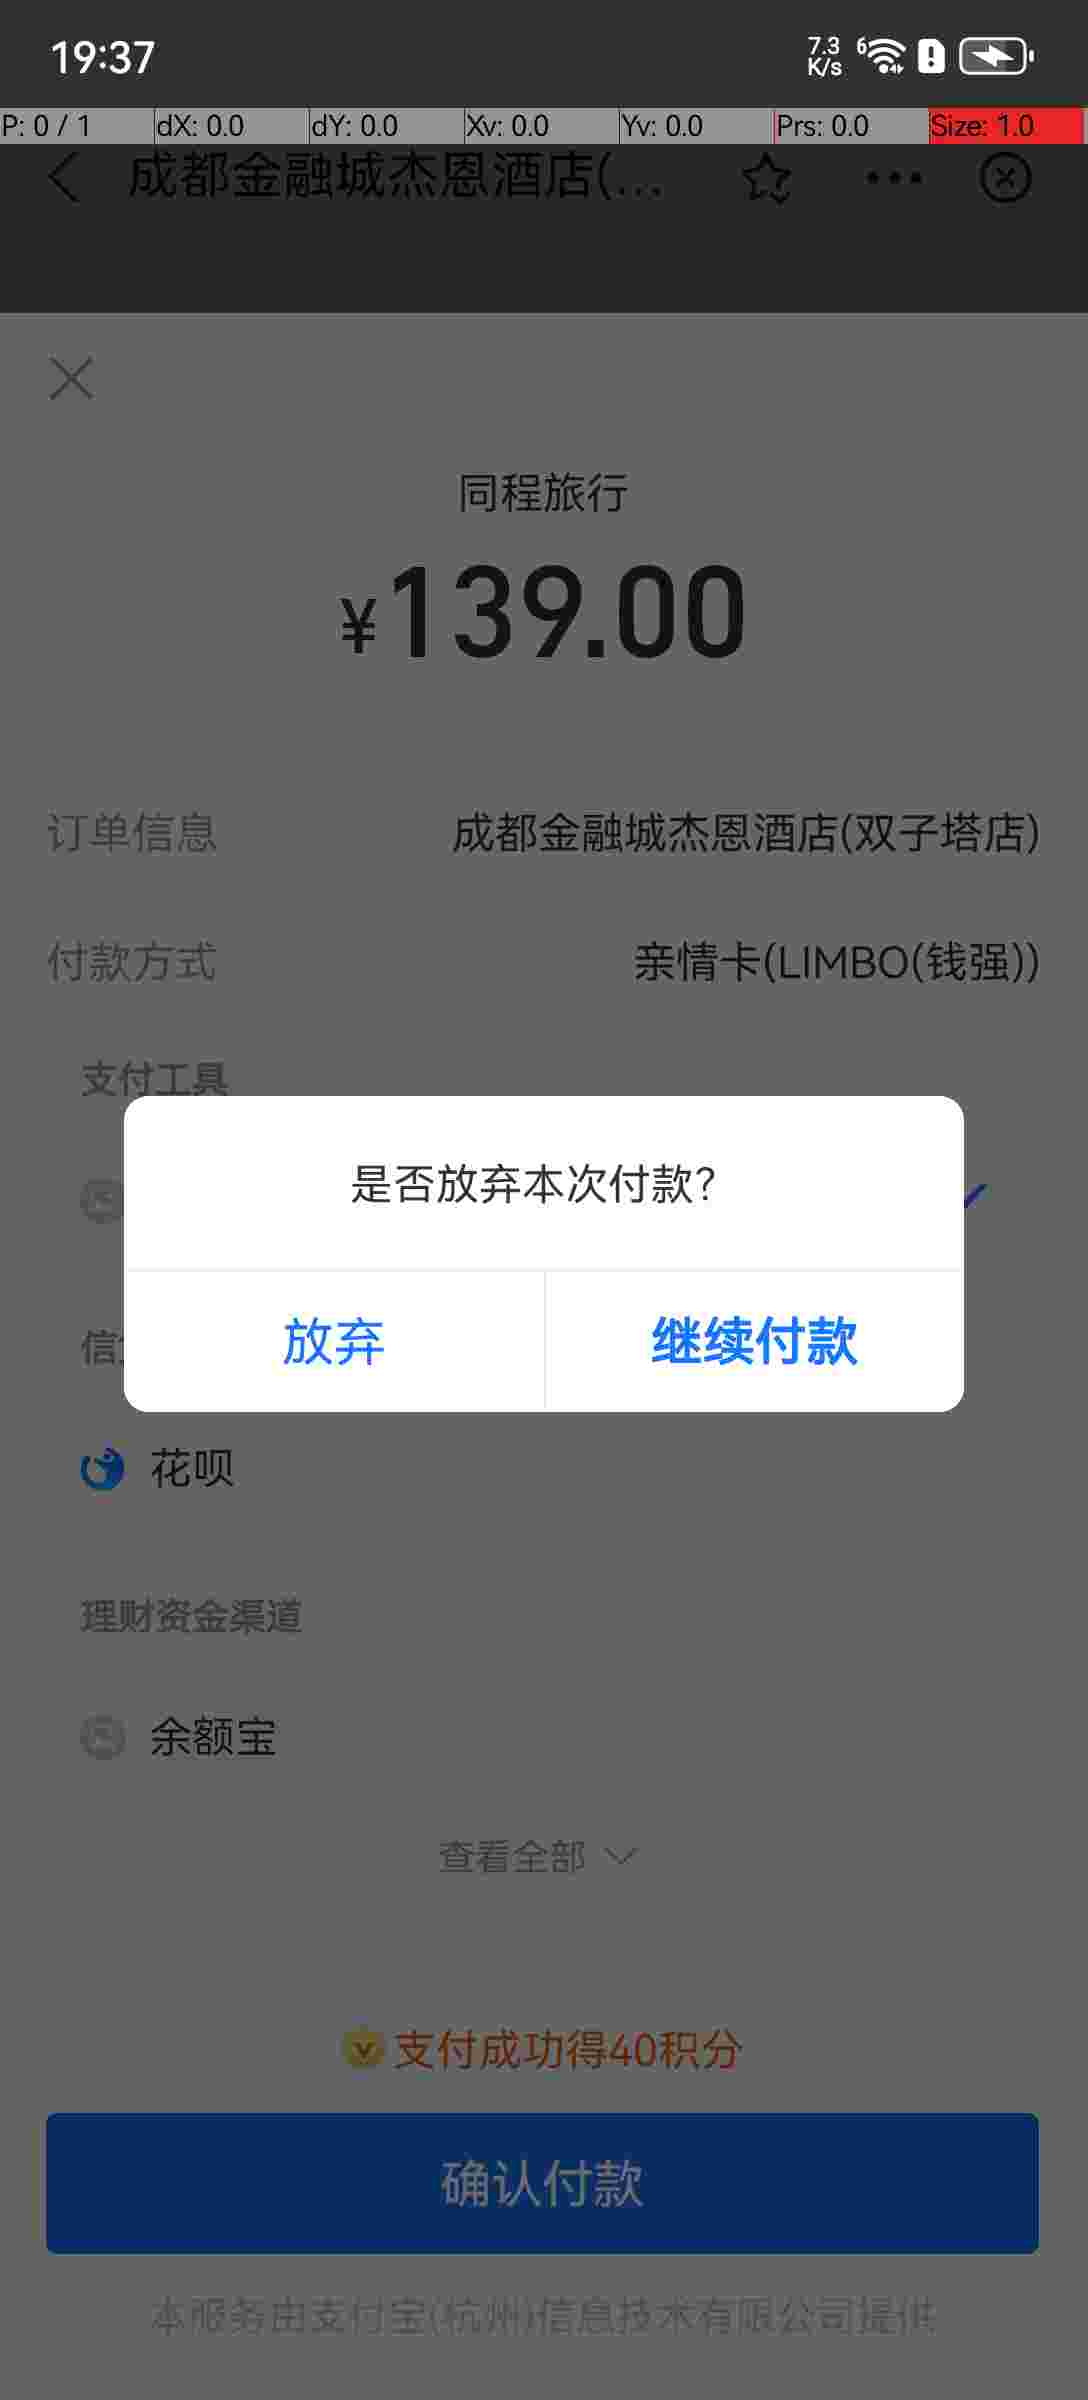 19:37
7.3
K/s
6
P: 0 / 1
dX: 0.0
dY: 0.0
Xv: 0.0
Yv: 0.0
Prs: 0.0
Size: 1.0
成都金融城杰恩酒店(...
同程旅行
¥139.00
订单信息
成都金融城杰恩酒店(双子塔店)
付款方式
亲情卡(LIMBO(钱强))
支付工具
是否放弃本次付款?
放弃
继续付款
信
花呗
理财资金渠道
余额宝
查看全部
支付成功得40积分
确认付款
本服务由支付宝(杭州)信息技术有限公司提供